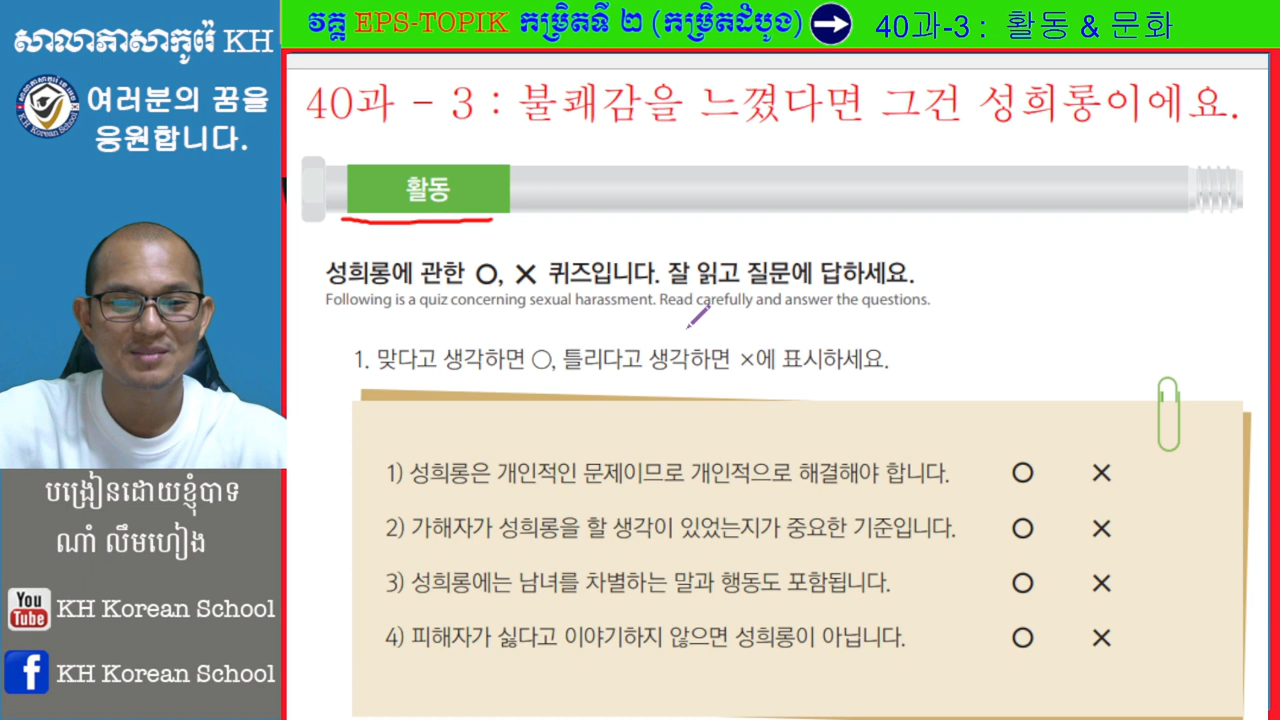 សាលាភាសាកូរ៉េ KH
여러분의 꿈을
응원합니다.
KH Korean School
វគ្គ EPS-TOPIK កម្រិតទី ២ (កម្រិតដំបូង) 40과-3 : 활동 & 문화
40과 - 3 : 불쾌감을 느꼈다면 그건 성희롱이에요.
활동
성희롱에 관한 O, X 퀴즈입니다. 잘 읽고 질문에 답하세요.
Following is a quiz concerning sexual harassment. Read carefully and answer the questions.
1. 맞다고 생각하면 ○, 틀리다고 생각하면 ×에 표시하세요.
1) 성희롱은 개인적인 문제이므로 개인적으로 해결해야 합니다. O ×
2) 가해자가 성희롱을 할 생각이 있었는지가 중요한 기준입니다. O ×
3) 성희롱에는 남녀를 차별하는 말과 행동도 포함됩니다. O ×
4) 피해자가 싫다고 이야기하지 않으면 성희롱이 아닙니다. O ×
បង្រៀនដោយខ្ញុំបាទ
ណាំ លឹមហៀង
You Tube KH Korean School
f KH Korean School